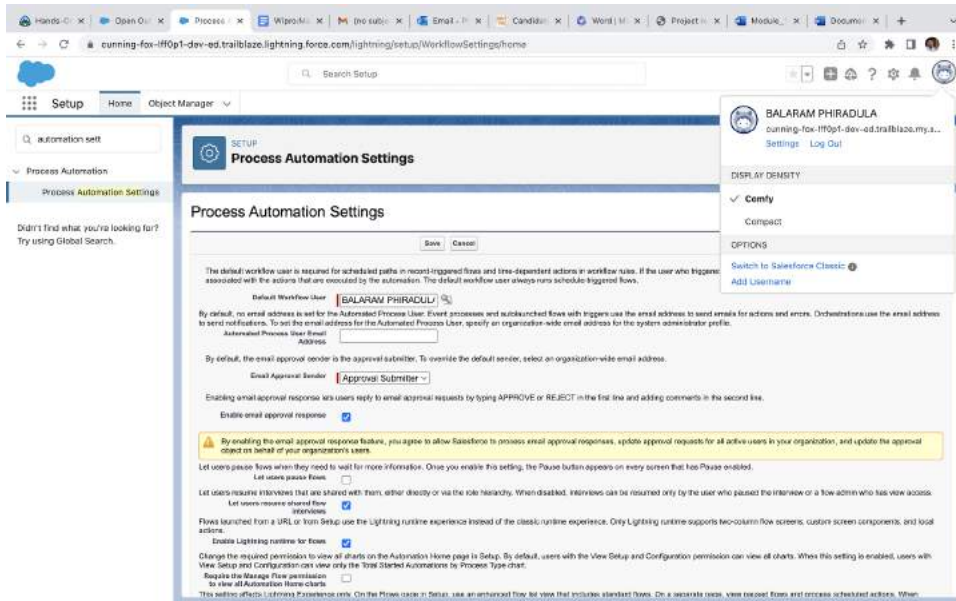 Hands-Or
Open Or
Process A
Wipro/M
M (no subje
Email - P
Candidat
Word | M
Project
Module_
Documen
cunning-fox-lff0p1-dev-ed.trailblaze.lightning.force.com/lightning/setup/WorkflowSettings/home
Search Setup
Setup Home Object Manager
automation sett
Process Automation
Process Automation Settings
Didn't find what you're looking for?
Try using Global Search.
SETUP
Process Automation Settings
Process Automation Settings
Save Cancel
The default workflow user is required for scheduled paths in record-triggered flows and time-dependent actions in workflow rules. If the user who triggered
associated with the actions that are executed by the automation. The default workflow user always runs schedule-triggered flows.
Default Workflow User BALARAM PHIRADUL
By default, no email address is set for the Automated Process User. Event processes and autolaunched flows with triggers use the email address to send emails for actions and errors. Orchestrations use the email address
to send notifications. To set the email address for the Automated Process User, specify an organization-wide email address for the system administrator profile.
Automated Process User Email
Address
By default, the email approval sender is the approval submitter. To override the default sender, select an organization-wide email address.
Email Approval Sender Approval Submitter
Enabling email approval response lets users reply to email approval requests by typing APPROVE or REJECT in the first line and adding comments in the second line.
Enable email approval response
By enabling the email approval response feature, you agree to allow Salesforce to process email approval responses, update approval requests for all active users in your organization, and update the approval
object on behalf of your organization's users.
Let users pause flows when they need to wait for more information. Once you enable this setting, the Pause button appears on every screen that has Pause enabled.
Let users pause flows
Let users resume interviews that are shared with them, either directly or via the role hierarchy. When disabled, interviews can be resumed only by the user who paused the interview or a flow admin who has view access.
Let users resume shared flow
interviews
Flows launched from a URL or from Setup use the Lightning runtime experience instead of the classic runtime experience. Only Lightning runtime supports two-column flow screens, custom screen components, and local
actions.
Enable Lightning runtime for flows
Change the required permission to view all charts on the Automation Home page in Setup. By default, users with the View Setup and Configuration permission can view all charts. When this setting is enabled, users with
View Setup and Configuration can view only the Total Started Automations by Process Type chart.
Require the Manage Flow permission
to view all Automation Home charts
This setting affects Lightning Experience only. On the Flows page in Setup, use an enhanced flow list view that includes standard flows. On a separate page, view paused flows and process scheduled actions. When
BALARAM PHIRADULA
cunning-fox-lff0p1-dev-ed.trailblaze.my.s...
Settings Log Out
DISPLAY DENSITY
Comfy
Compact
OPTIONS
Switch to Salesforce Classic
Add Username